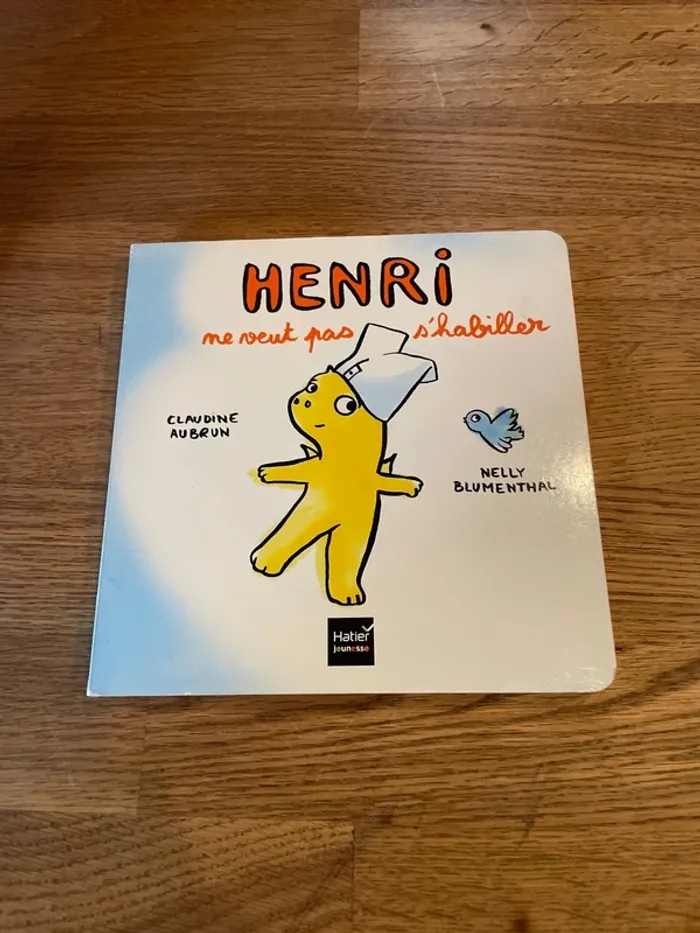 HENRi
ne veut pas s'habiller
CLAUDiNE
AUBRUN
NELLY
BLUMENTHAL
Hatier
jeunesse